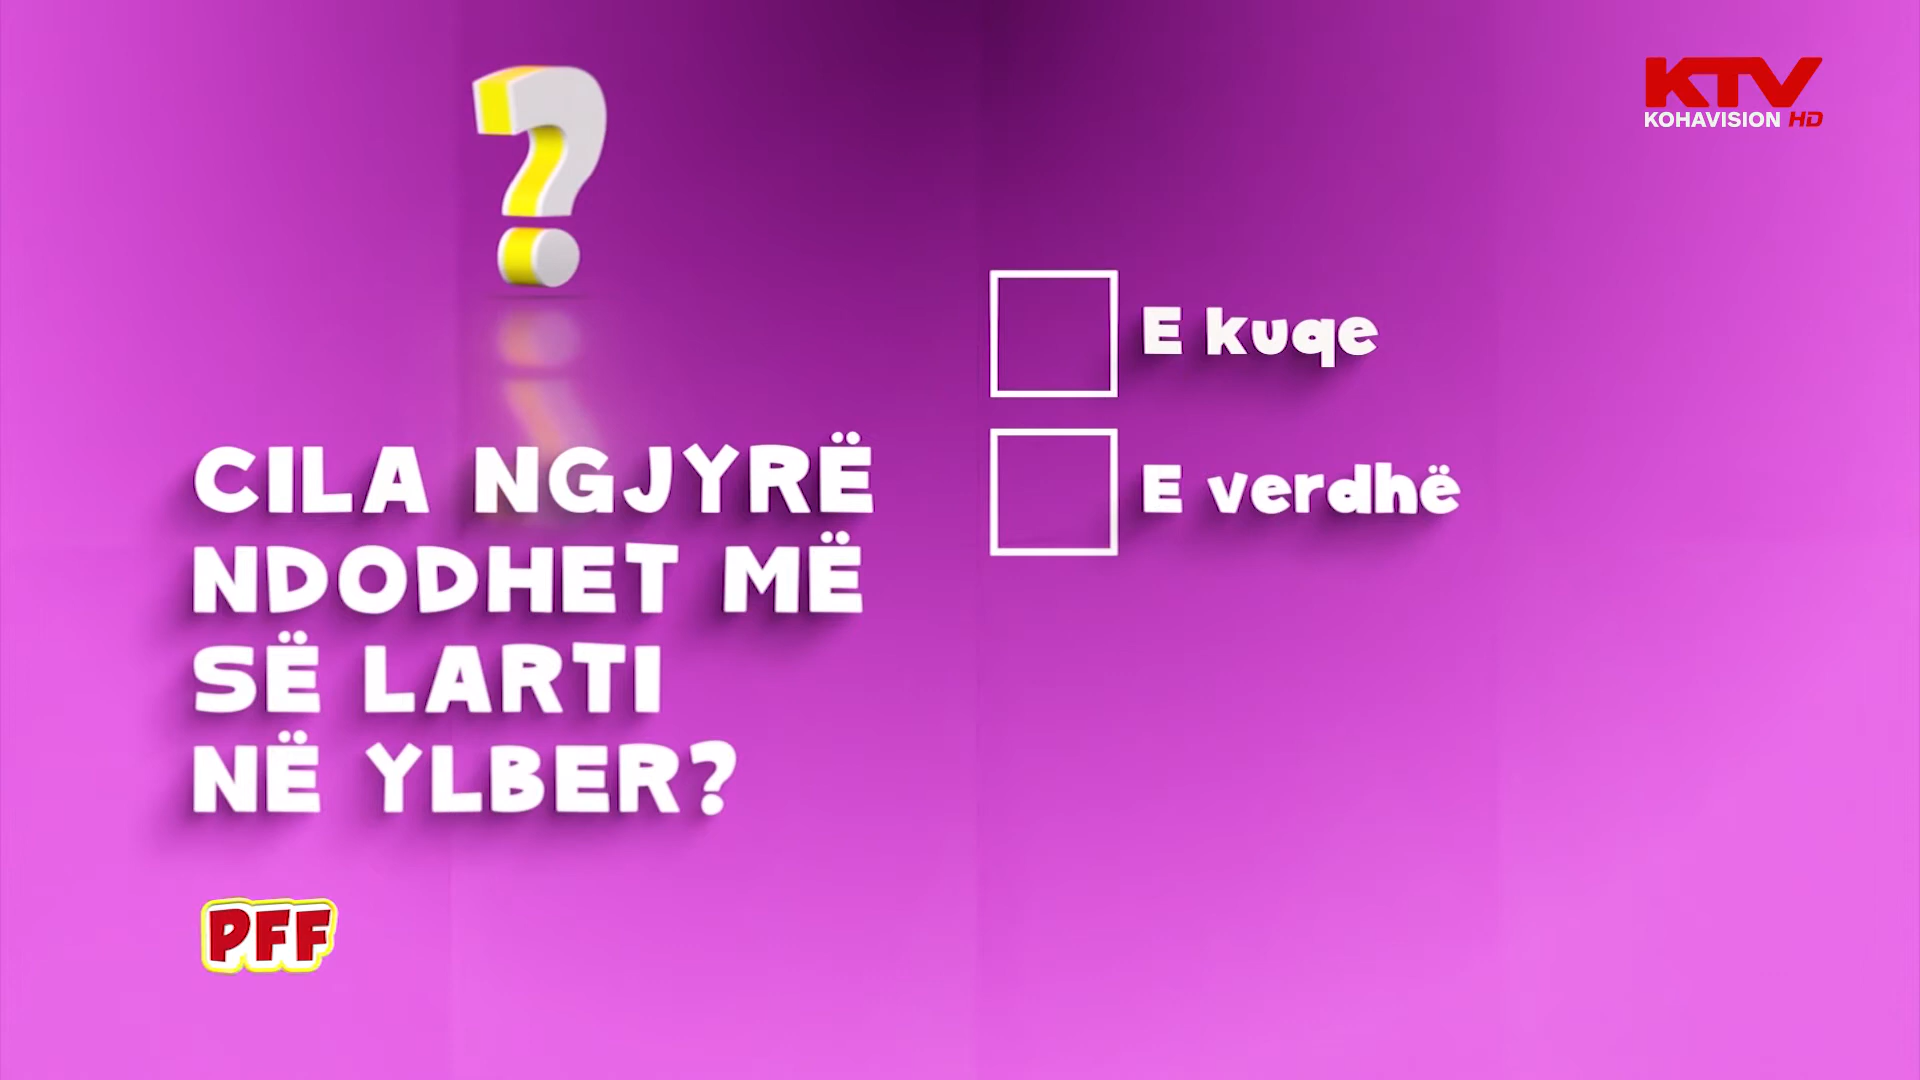 KTV
KOHAVISION HD
CILA NGJYRË
NDODHET MË
SË LARTI
NË YLBER?
E kuqe
E verdhë
PFF